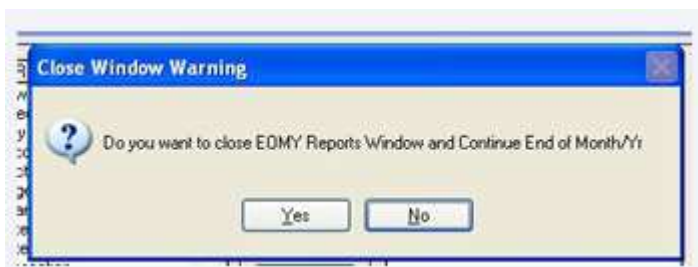 Close Window Warning
Do you want to close EOMY Reports Window and Continue End of Month/Yr
Yes
No